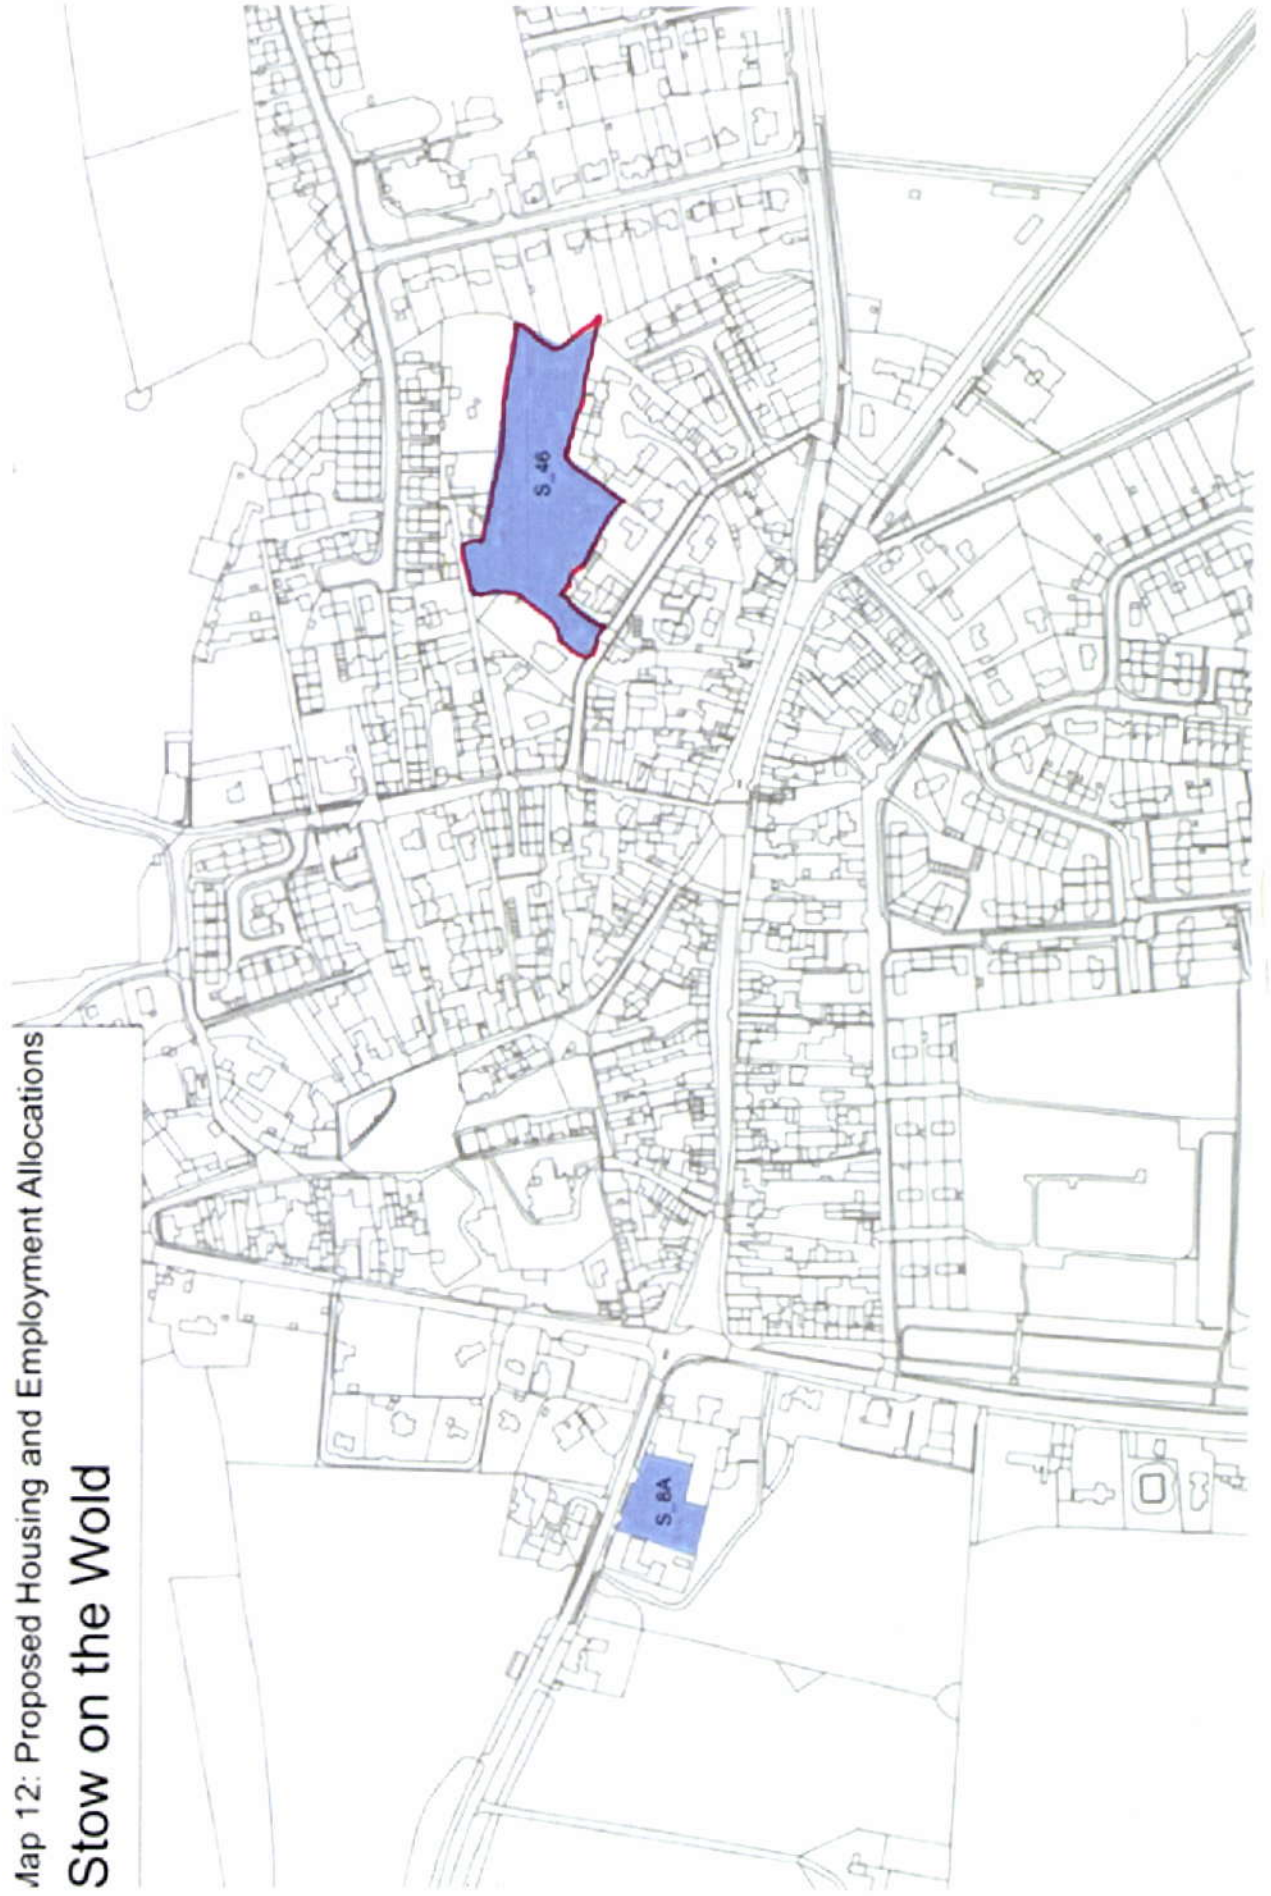 Map 12: Proposed Housing and Employment Allocations
Stow on the Wold
S_46
S_8A